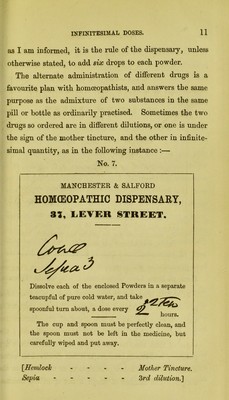 INFINITESIMAL DOSES. 11
as I am informed, it is the rule of the dispensary, unless
otherwise stated, to add six drops to each powder.
The alternate administration of different drugs is a
favourite plan with homœopathists, and answers the same
purpose as the admixture of two substances in the same
pill or bottle as ordinarily practised. Sometimes the two
drugs so ordered are in different dilutions, or one is under
the sign of the mother tincture, and the other in infinite-
simal quantity, as in the following instance :—
No. 7.
MANCHESTER & SALFORD
HOMŒOPATHIC DISPENSARY,
37, LEVER STREET.
Sepia 3
Dissolve each of the enclosed Powders in a separate
teacupful of pure cold water, and take
spoonful turn about, a dose every 2 hours.
The cup and spoon must be perfectly clean, and
the spoon must not be left in the medicine, but
carefully wiped and put away.
[Hemlock - - - - Mother Tincture.
Sepia - - - - - 3rd dilution.]